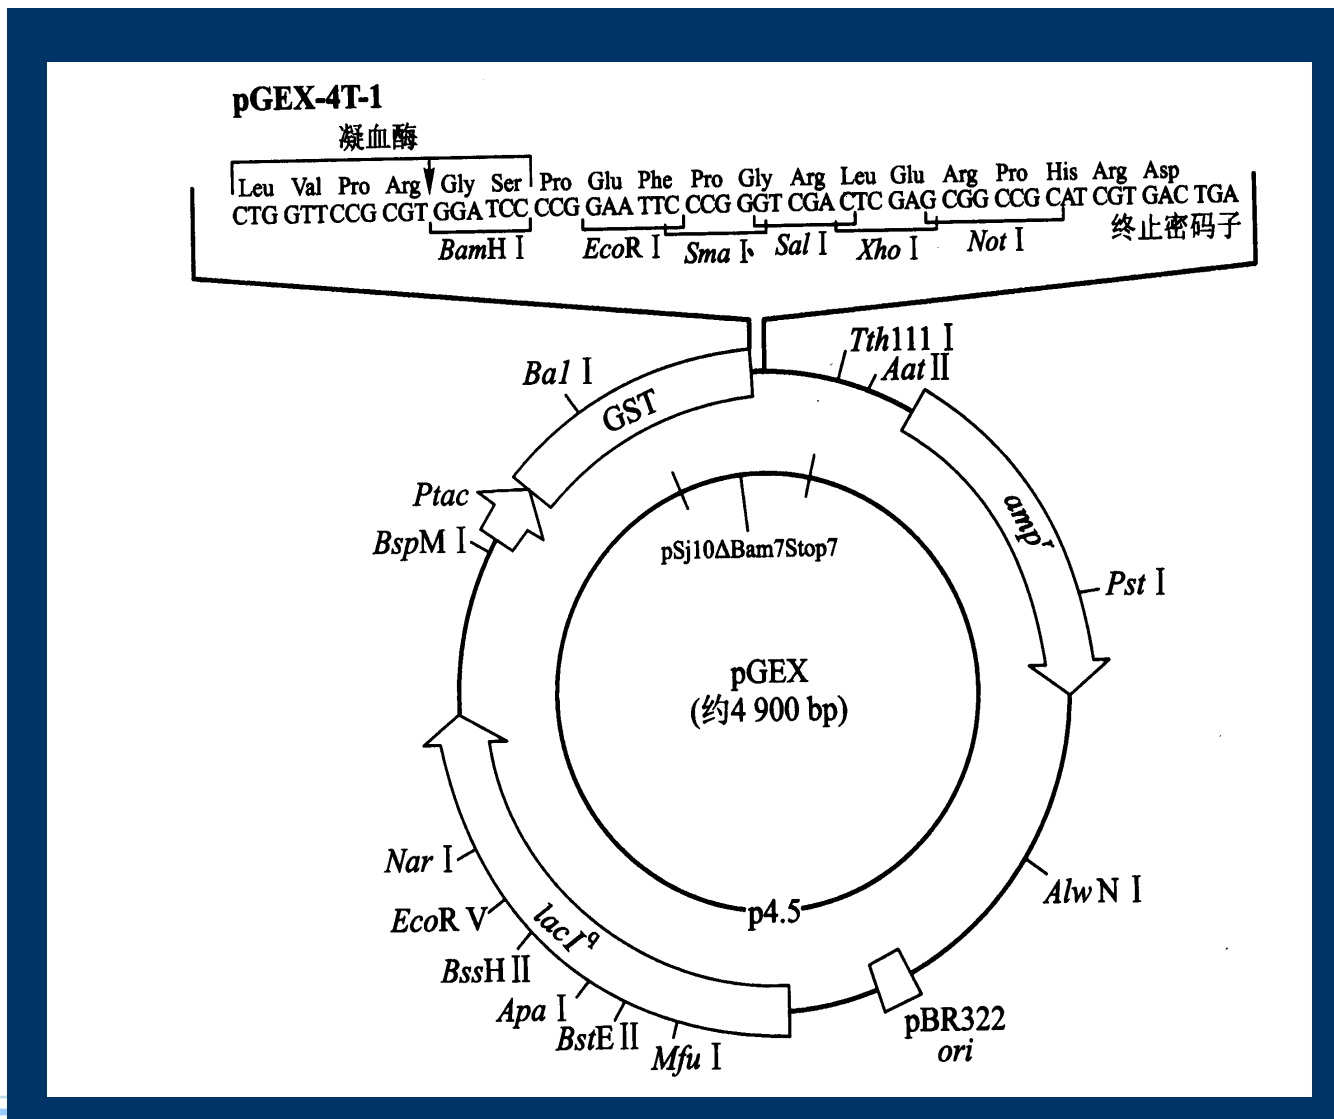 pGEX-4T-1
凝血酶
Leu Val Pro Arg Gly Ser Pro Glu Phe Pro Gly Arg Leu Glu Arg Pro His Arg Asp
CTG GTT CCG CGT GGA TCC CCG GAA TTC CCG GGT CGA CTC GAG CGG CCG CAT CGT GAC TGA
BamH I EcoR I Sma I Sal I Xho I Not I 终止密码子
Tth111 I
Aat II
Bal I
GST
Ptac
BspM I
ampʳ
pSj10ΔBam7Stop7
Pst I
pGEX
(约4 900 bp)
Nar I
AlwN I
EcoR V
p4.5
lacI^q
BssH II
Apa I
BstE II
Mfu I
pBR322
ori